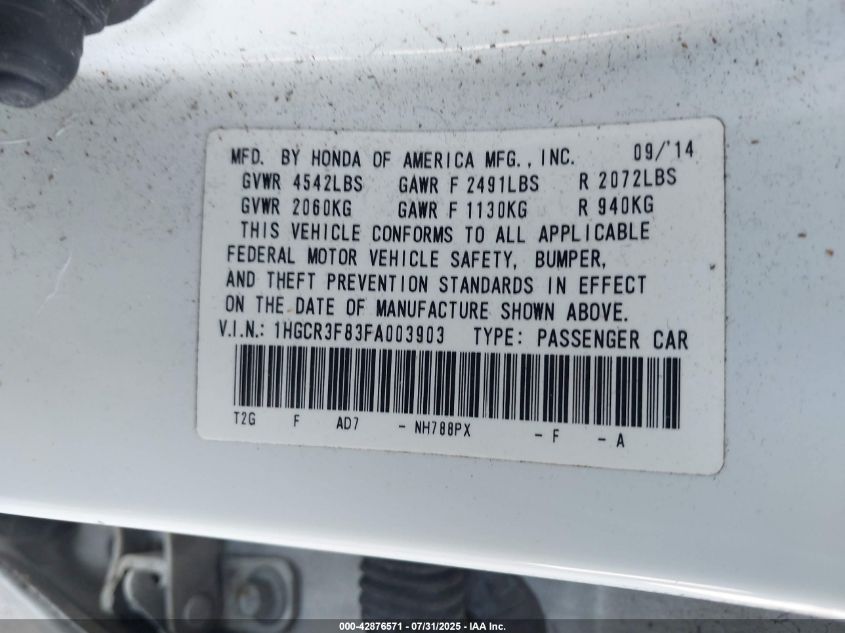 MFD. BY HONDA OF AMERICA MFG., INC. 09/'14
GVWR 4542LBS GAWR F 2491LBS R 2072LBS
GVWR 2060KG GAWR F 1130KG R 940KG
THIS VEHICLE CONFORMS TO ALL APPLICABLE
FEDERAL MOTOR VEHICLE SAFETY, BUMPER,
AND THEFT PREVENTION STANDARDS IN EFFECT
ON THE DATE OF MANUFACTURE SHOWN ABOVE.
V.I.N.: 1HGCR3F83FA003903 TYPE: PASSENGER CAR
T2G F AD7 - NH788PX - F - A
000-42876571 | 07/31/2025 - IAA Inc.